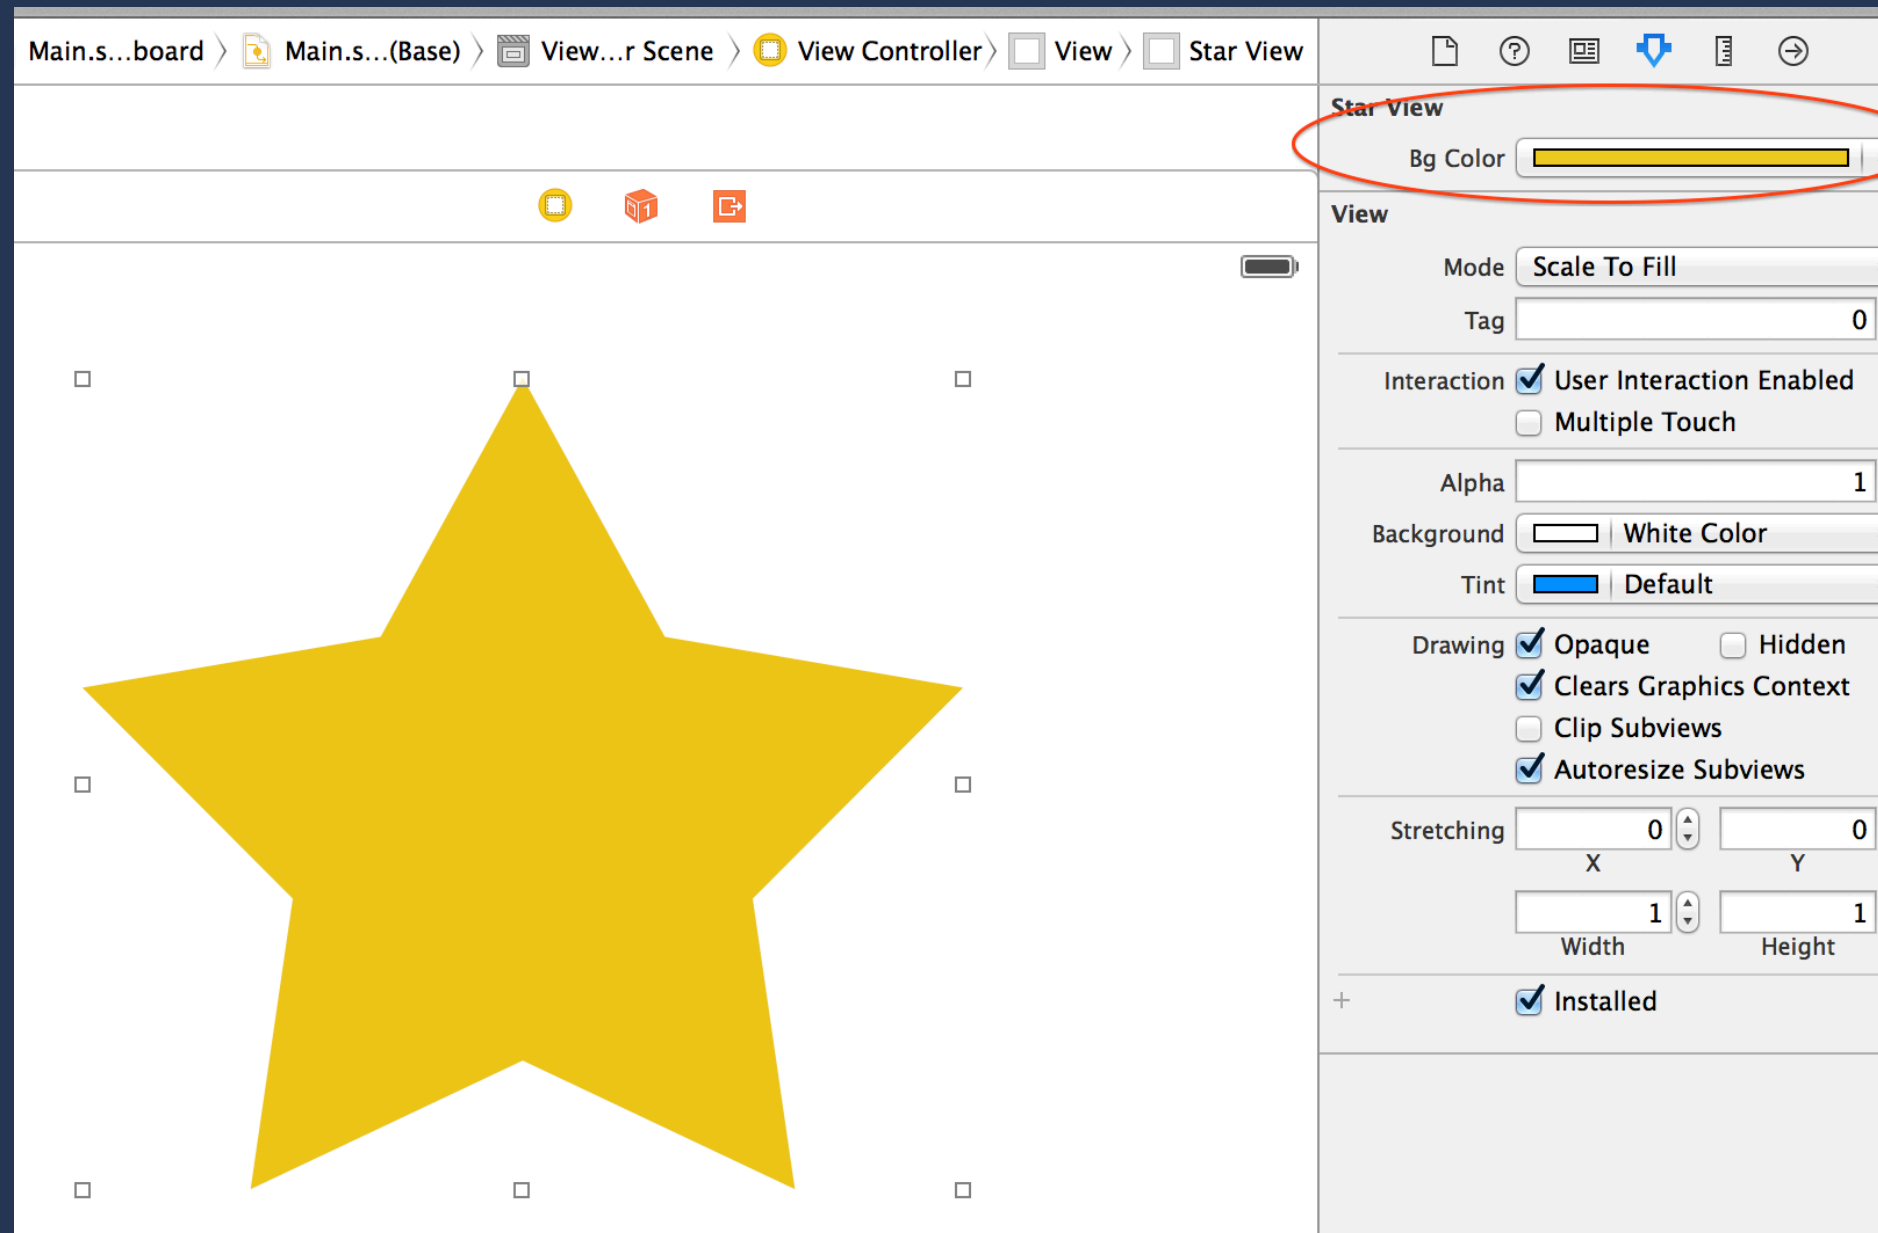 Main.s...board Main.s...(Base) View...r Scene View Controller View Star View
Star View
Bg Color
View
Mode Scale To Fill
Tag 0
Interaction User Interaction Enabled
Multiple Touch
Alpha 1
Background White Color
Tint Default
Drawing Opaque Hidden
Clears Graphics Context
Clip Subviews
Autoresize Subviews
Stretching 0 0
X Y
1 1
Width Height
+ Installed